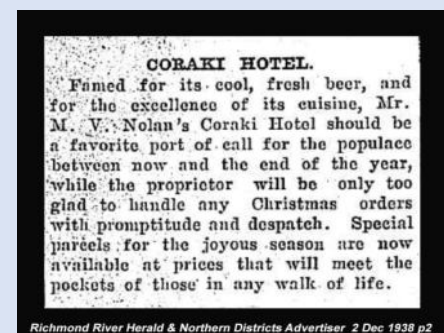 CORAKI HOTEL.
Famed for its cool, fresh beer, and
for the excellence of its cuisine, Mr.
M. V. Nolan's Coraki Hotel should be
a favorite port of call for the populace
between now and the end of the year,
while the proprietor will be only too
glad to handle any Christmas orders
with promptitude and despatch. Special
parcels for the joyous season are now
available at prices that will meet the
pockets of those in any walk of life.
Richmond River Herald & Northern Districts Advertiser 2 Dec 1938 p2